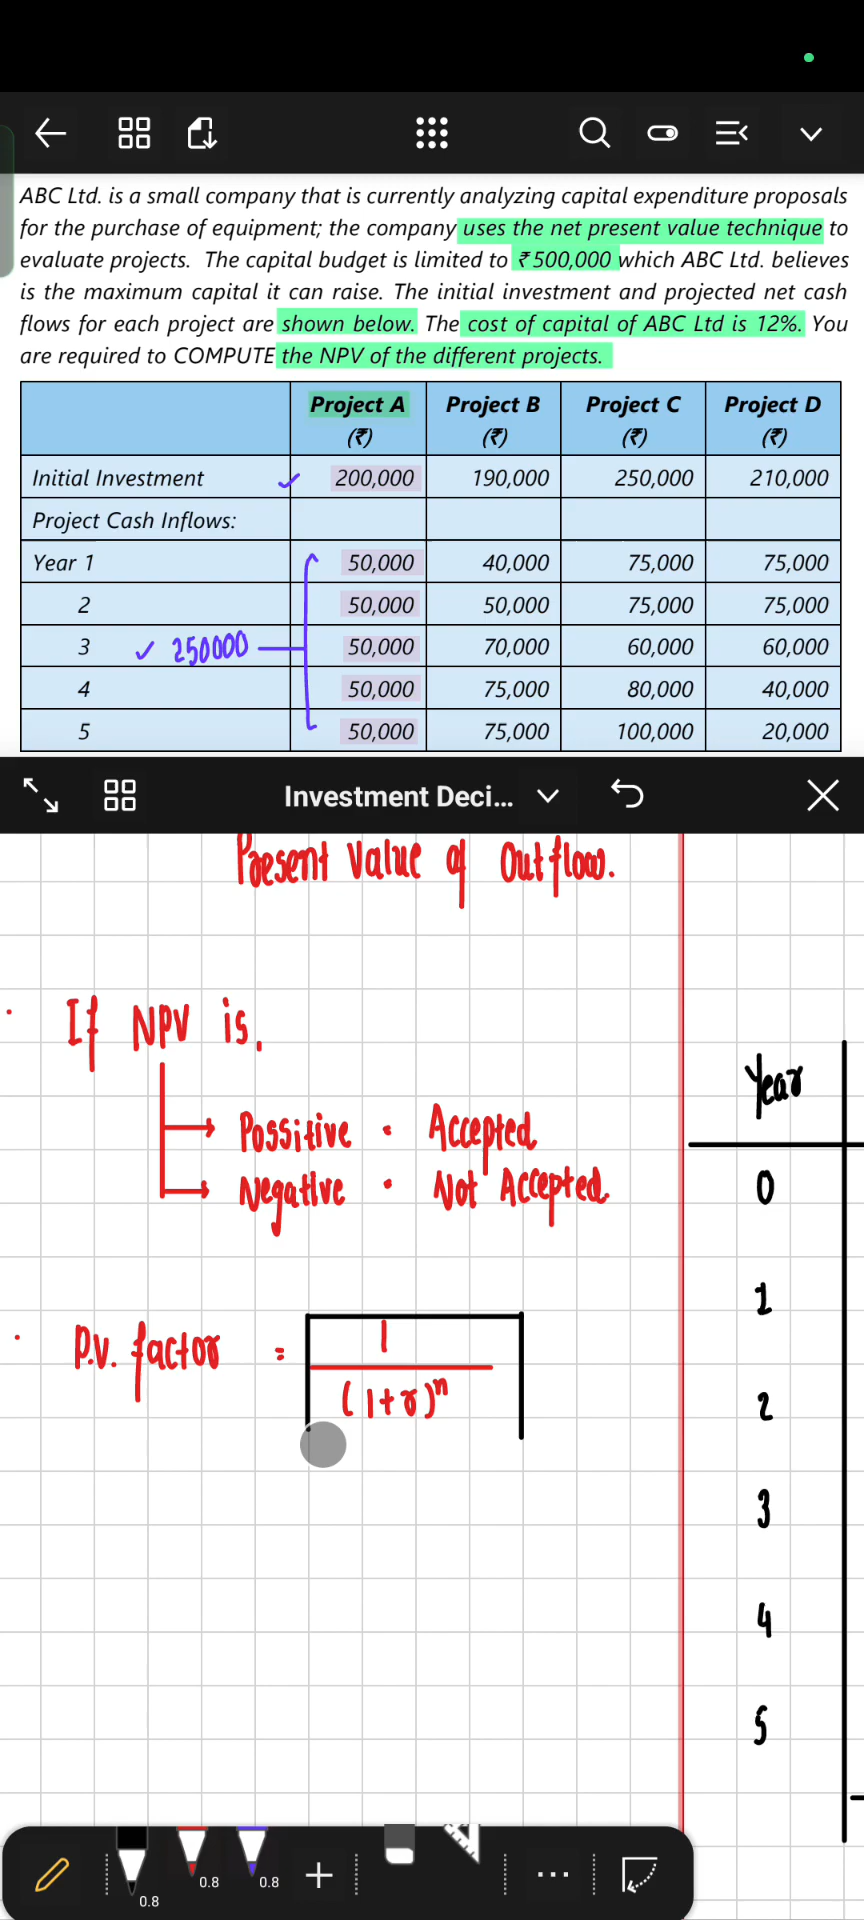 ABC Ltd. is a small company that is currently analyzing capital expenditure proposals
for the purchase of equipment; the company uses the net present value technique to
evaluate projects. The capital budget is limited to ₹500,000 which ABC Ltd. believes
is the maximum capital it can raise. The initial investment and projected net cash
flows for each project are shown below. The cost of capital of ABC Ltd is 12%. You
are required to COMPUTE the NPV of the different projects.
Project A Project B Project C Project D
(₹) (₹) (₹) (₹)
Initial Investment 200,000 190,000 250,000 210,000
Project Cash Inflows:
Year 1 50,000 40,000 75,000 75,000
2 50,000 50,000 75,000 75,000
3 ✓ 250000 50,000 70,000 60,000 60,000
4 50,000 75,000 80,000 40,000
5 50,000 75,000 100,000 20,000
Investment Deci...
Present Value of Outflow.
If NPV is.
Possitive · Accepted
Negative · Not Accepted.
P.V. factor = 1
(1+r)^n
Year
0
1
2
3
4
5
0.8 0.8 0.8